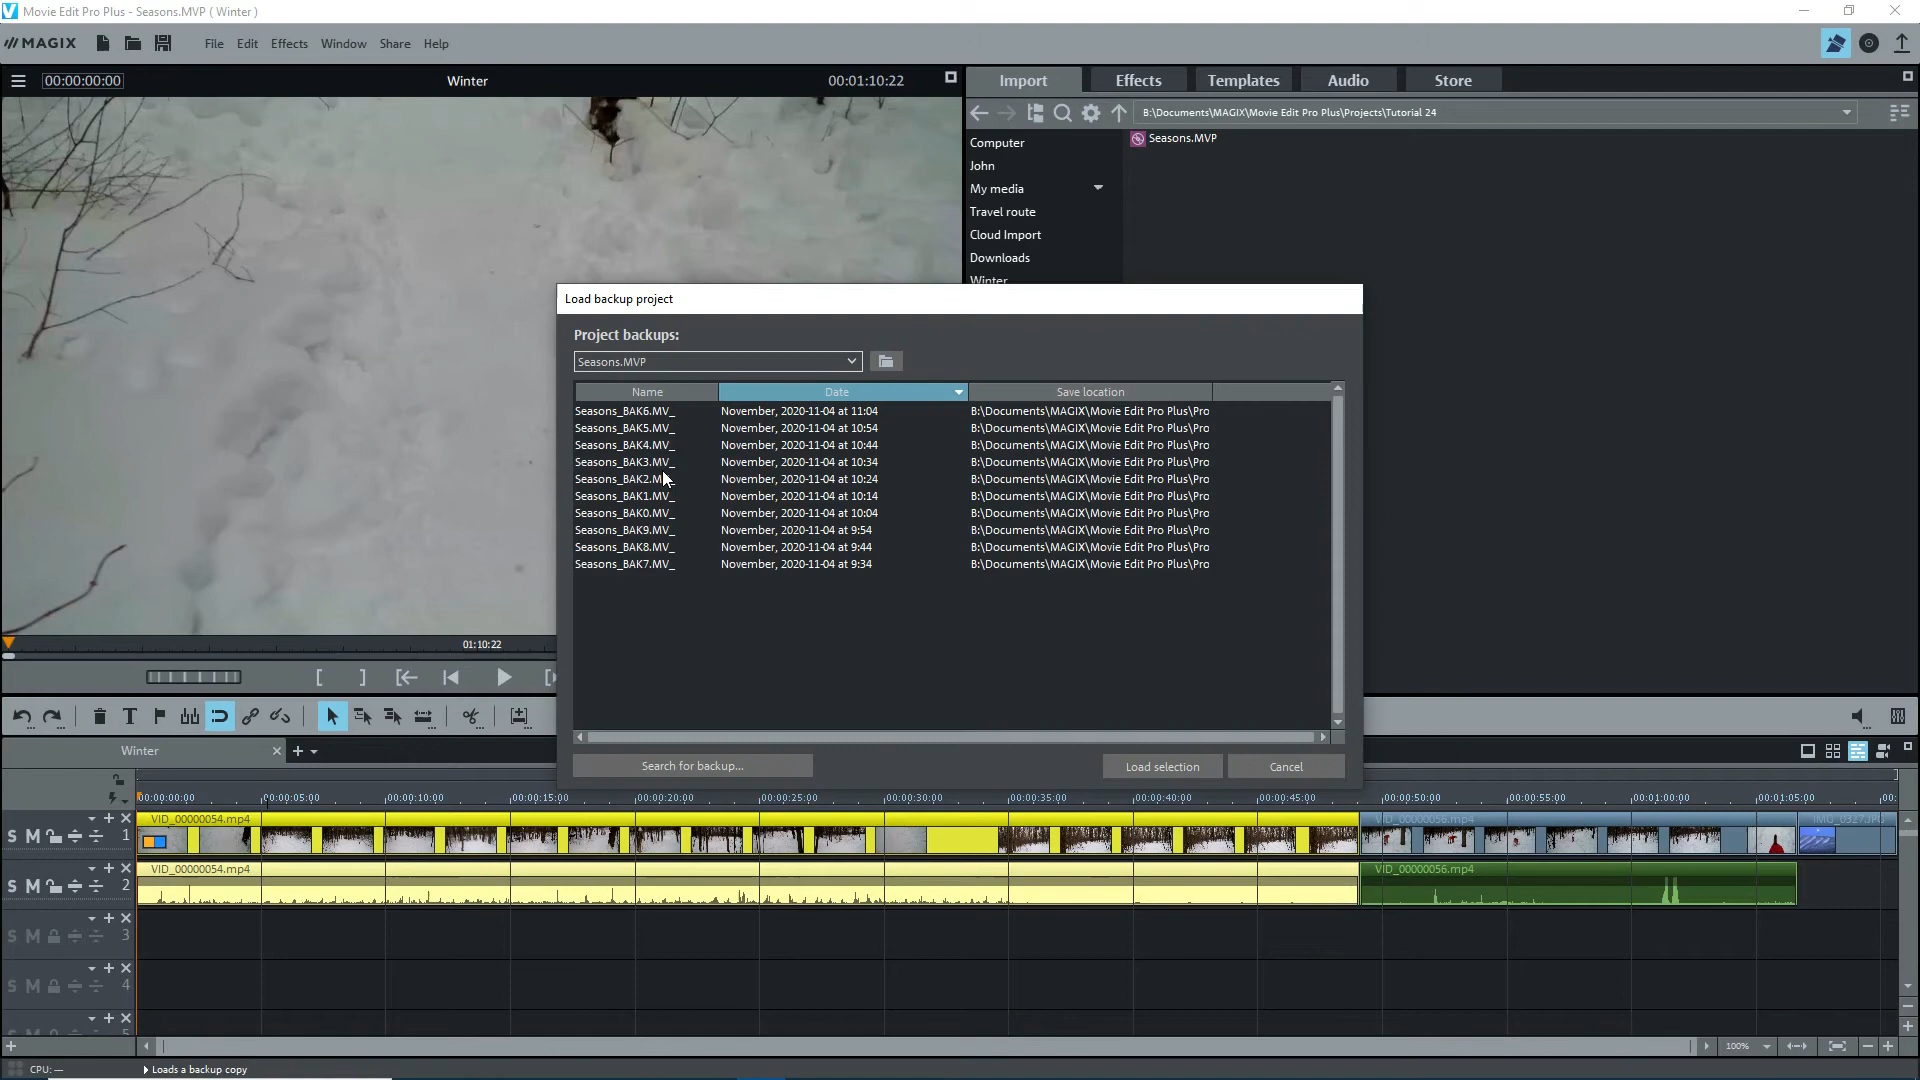 Movie Edit Pro Plus - Seasons.MVP ( Winter )
MAGIX File Edit Effects Window Share Help
00:00:00:00 Winter 00:01:10:22
Import Effects Templates Audio Store
B:\Documents\MAGIX\Movie Edit Pro Plus\Projects\Tutorial 24
Computer
John
My media
Travel route
Cloud Import
Downloads
Winter
Seasons.MVP
Load backup project
Project backups:
Seasons.MVP
Name Date Save location
Seasons_BAK6.MV_ November, 2020-11-04 at 11:04 B:\Documents\MAGIX\Movie Edit Pro Plus\Pro
Seasons_BAK5.MV_ November, 2020-11-04 at 10:54 B:\Documents\MAGIX\Movie Edit Pro Plus\Pro
Seasons_BAK4.MV_ November, 2020-11-04 at 10:44 B:\Documents\MAGIX\Movie Edit Pro Plus\Pro
Seasons_BAK3.MV_ November, 2020-11-04 at 10:34 B:\Documents\MAGIX\Movie Edit Pro Plus\Pro
Seasons_BAK2.MV_ November, 2020-11-04 at 10:24 B:\Documents\MAGIX\Movie Edit Pro Plus\Pro
Seasons_BAK1.MV_ November, 2020-11-04 at 10:14 B:\Documents\MAGIX\Movie Edit Pro Plus\Pro
Seasons_BAK0.MV_ November, 2020-11-04 at 10:04 B:\Documents\MAGIX\Movie Edit Pro Plus\Pro
Seasons_BAK9.MV_ November, 2020-11-04 at 9:54 B:\Documents\MAGIX\Movie Edit Pro Plus\Pro
Seasons_BAK8.MV_ November, 2020-11-04 at 9:44 B:\Documents\MAGIX\Movie Edit Pro Plus\Pro
Seasons_BAK7.MV_ November, 2020-11-04 at 9:34 B:\Documents\MAGIX\Movie Edit Pro Plus\Pro
Search for backup... Load selection Cancel
01:10:22
Winter
00:00:00:00 00:00:05:00 00:00:10:00 00:00:15:00 00:00:20:00 00:00:25:00 00:00:30:00 00:00:35:00 00:00:40:00 00:00:45:00 00:00:50:00 00:00:55:00 00:01:00:00 00:01:05:00 00:
VID_00000054.mp4 VID_00000056.mp4 IMG_0327.JPG
S M 1
VID_00000054.mp4 VID_00000056.mp4
S M 2
S M 3
S M 4
S M 5
100%
CPU: — Loads a backup copy